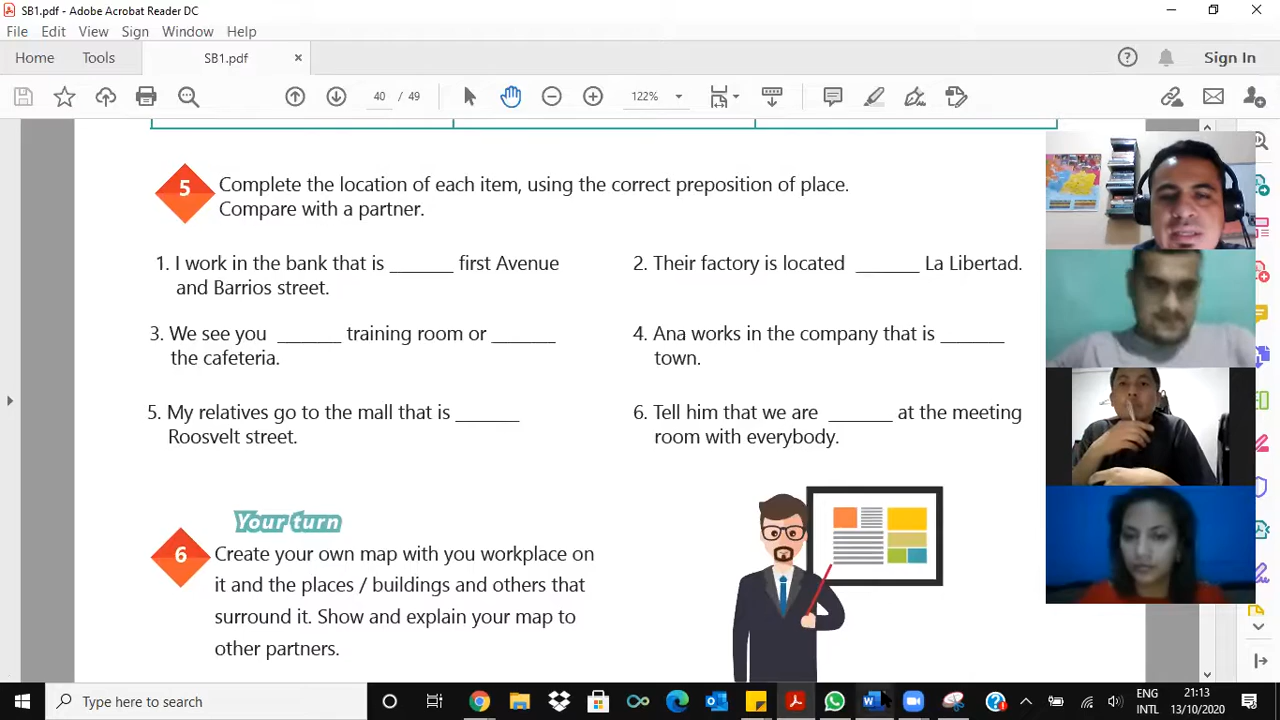 SB1.pdf - Adobe Acrobat Reader DC
File Edit View Sign Window Help
Home Tools SB1.pdf × Sign In
40 / 49 122%
5 Complete the location of each item, using the correct preposition of place.
Compare with a partner.
1. I work in the bank that is ______ first Avenue
and Barrios street.
2. Their factory is located ______ La Libertad.
3. We see you ______ training room or ______
the cafeteria.
4. Ana works in the company that is ______
town.
5. My relatives go to the mall that is ______
Roosvelt street.
6. Tell him that we are ______ at the meeting
room with everybody.
Your turn
6 Create your own map with you workplace on
it and the places / buildings and others that
surround it. Show and explain your map to
other partners.
Type here to search
ENG
INTL
21:13
13/10/2020